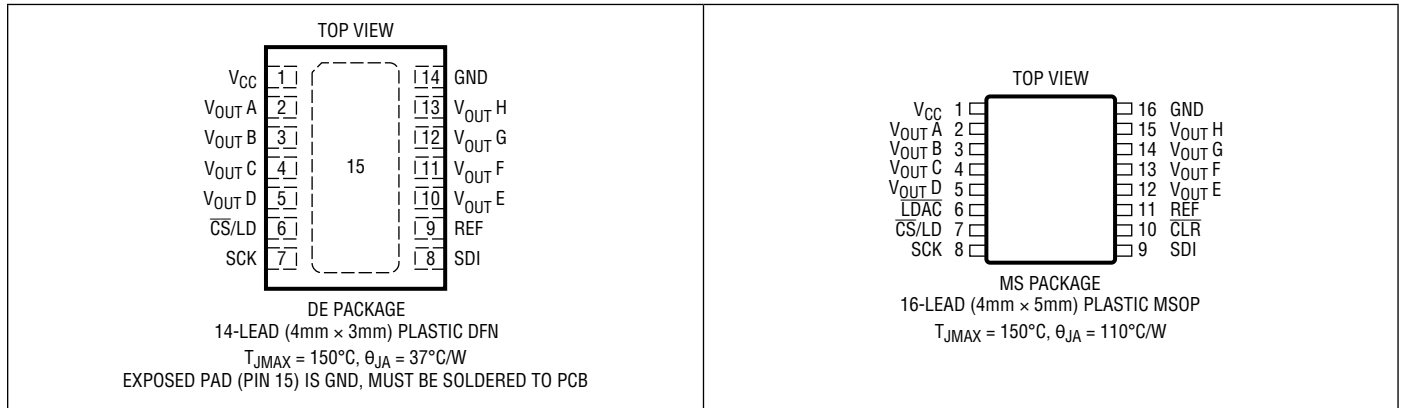 TOP VIEW
VCC 1 14 GND
VOUT A 2 13 VOUT H
VOUT B 3 12 VOUT G
VOUT C 4 15 11 VOUT F
VOUT D 5 10 VOUT E
C̅S̅/LD 6 9 REF
SCK 7 8 SDI
DE PACKAGE
14-LEAD (4mm × 3mm) PLASTIC DFN
TJMAX = 150°C, θJA = 37°C/W
EXPOSED PAD (PIN 15) IS GND, MUST BE SOLDERED TO PCB
TOP VIEW
VCC 1 16 GND
VOUT A 2 15 VOUT H
VOUT B 3 14 VOUT G
VOUT C 4 13 VOUT F
VOUT D 5 12 VOUT E
L̅D̅A̅C̅ 6 11 REF
C̅S̅/LD 7 10 C̅L̅R̅
SCK 8 9 SDI
MS PACKAGE
16-LEAD (4mm × 5mm) PLASTIC MSOP
TJMAX = 150°C, θJA = 110°C/W